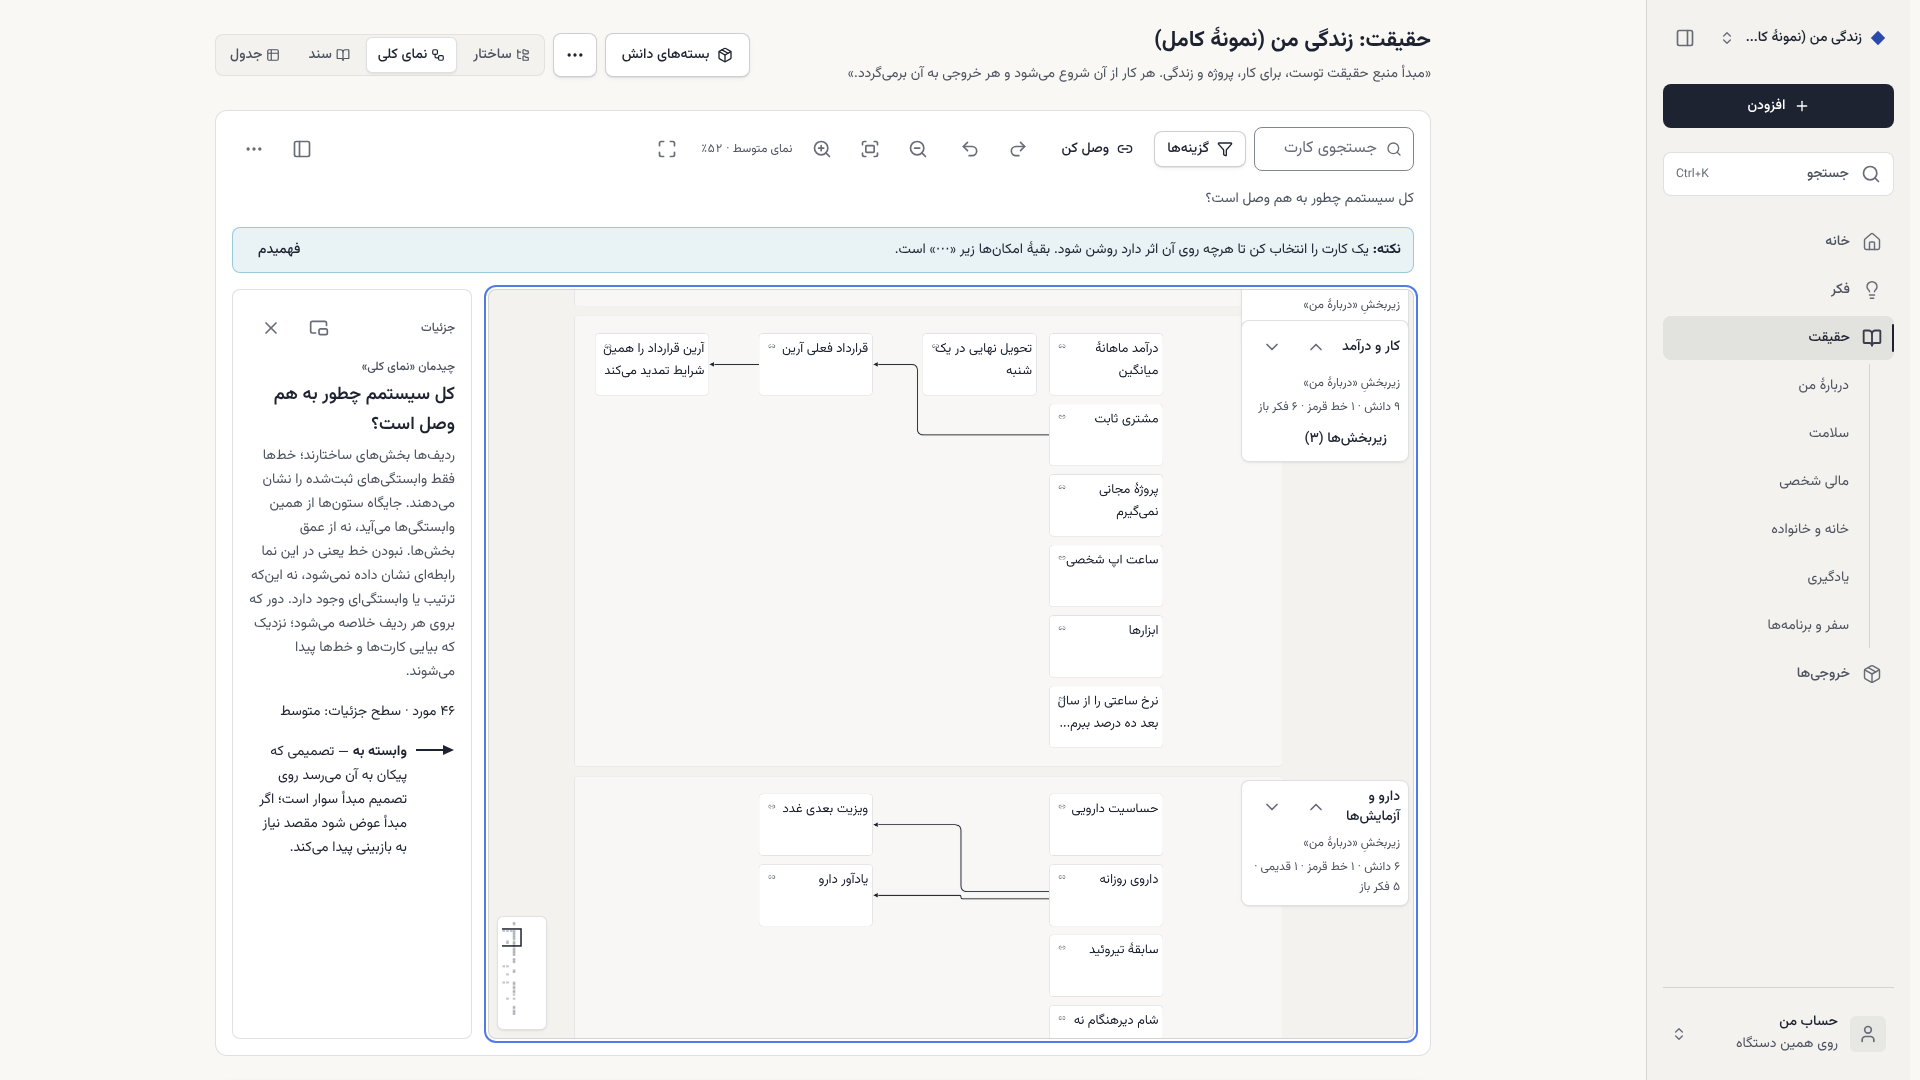 زندگی من (نمونهٔ کا...
افزودن
جستجو
Ctrl+K
خانه
فکر
حقیقت
دربارهٔ من
سلامت
مالی شخصی
خانه و خانواده
یادگیری
سفر و برنامه‌ها
خروجی‌ها
حساب من
روی همین دستگاه
حقیقت: زندگی من (نمونهٔ کامل)
«مبدأ منبع حقیقت توست، برای کار، پروژه و زندگی. هر کار از آن شروع می‌شود و هر خروجی به آن برمی‌گردد.»
بسته‌های دانش
ساختار
نمای کلی
سند
جدول
جستجوی کارت
گزینه‌ها
وصل کن
نمای متوسط · ۵۲٪
کل سیستمم چطور به هم وصل است؟
نکته: یک کارت را انتخاب کن تا هرچه روی آن اثر دارد روشن شود. بقیهٔ امکان‌ها زیر «⋯» است.
فهمیدم
زیربخشِ «دربارهٔ من»
کار و درآمد
زیربخشِ «دربارهٔ من»
۹ دانش · ۱ خط قرمز · ۶ فکر باز
زیربخش‌ها (۳)
درآمد ماهانهٔ
میانگین
تحویل نهایی در یک
شنبه
قرارداد فعلی آرین
آرین قرارداد را همین
شرایط تمدید می‌کند
مشتری ثابت
پروژهٔ مجانی
نمی‌گیرم
ساعت اپ شخصی
ابزارها
نرخ ساعتی را از سال
بعد ده درصد ببرم...
دارو و
آزمایش‌ها
زیربخشِ «دربارهٔ من»
۶ دانش · ۱ خط قرمز · ۱ قدیمی ·
۵ فکر باز
حساسیت دارویی
ویزیت بعدی غدد
داروی روزانه
یادآور دارو
سابقهٔ تیروئید
شام دیرهنگام نه
جزئیات
چیدمان «نمای کلی»
کل سیستمم چطور به هم
وصل است؟
ردیف‌ها بخش‌های ساختارند؛ خط‌ها
فقط وابستگی‌های ثبت‌شده را نشان
می‌دهند. جایگاه ستون‌ها از همین
وابستگی‌ها می‌آید، نه از عمق
بخش‌ها. نبودن خط یعنی در این نما
رابطه‌ای نشان داده نمی‌شود، نه این‌که
ترتیب یا وابستگی‌ای وجود دارد. دور که
بروی هر ردیف خلاصه می‌شود؛ نزدیک
که بیایی کارت‌ها و خط‌ها پیدا
می‌شوند.
۴۶ مورد · سطح جزئیات: متوسط
وابسته به — تصمیمی که
پیکان به آن می‌رسد روی
تصمیم مبدأ سوار است؛ اگر
مبدأ عوض شود مقصد نیاز
به بازبینی پیدا می‌کند.